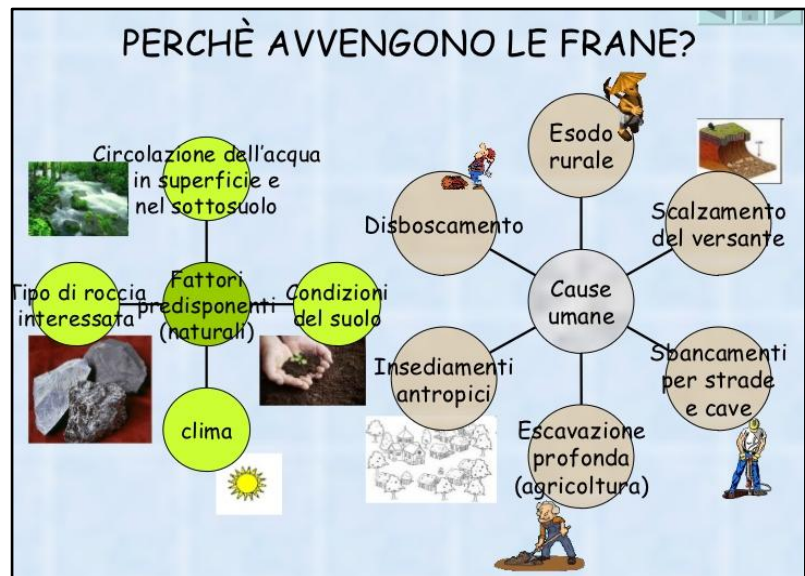 PERCHÈ AVVENGONO LE FRANE?
Circolazione dell'acqua
in superficie e
nel sottosuolo
Tipo di roccia
interessata
Fattori
predisponenti
(naturali)
Condizioni
del suolo
clima
Esodo
rurale
Disboscamento
Scalzamento
del versante
Cause
umane
Insediamenti
antropici
Sbancamenti
per strade
e cave
Escavazione
profonda
(agricoltura)